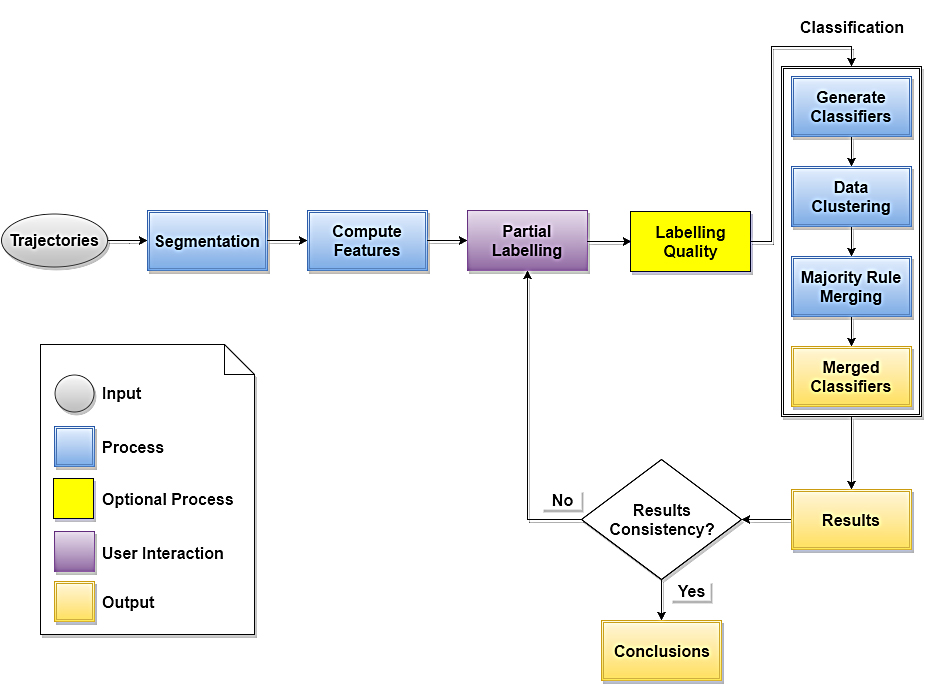 Classification
Generate
Classifiers
Data
Clustering
Majority Rule
Merging
Merged
Classifiers
Trajectories
Segmentation
Compute
Features
Partial
Labelling
Labelling
Quality
Input
Process
Optional Process
User Interaction
Output
No
Results
Consistency?
Results
Yes
Conclusions